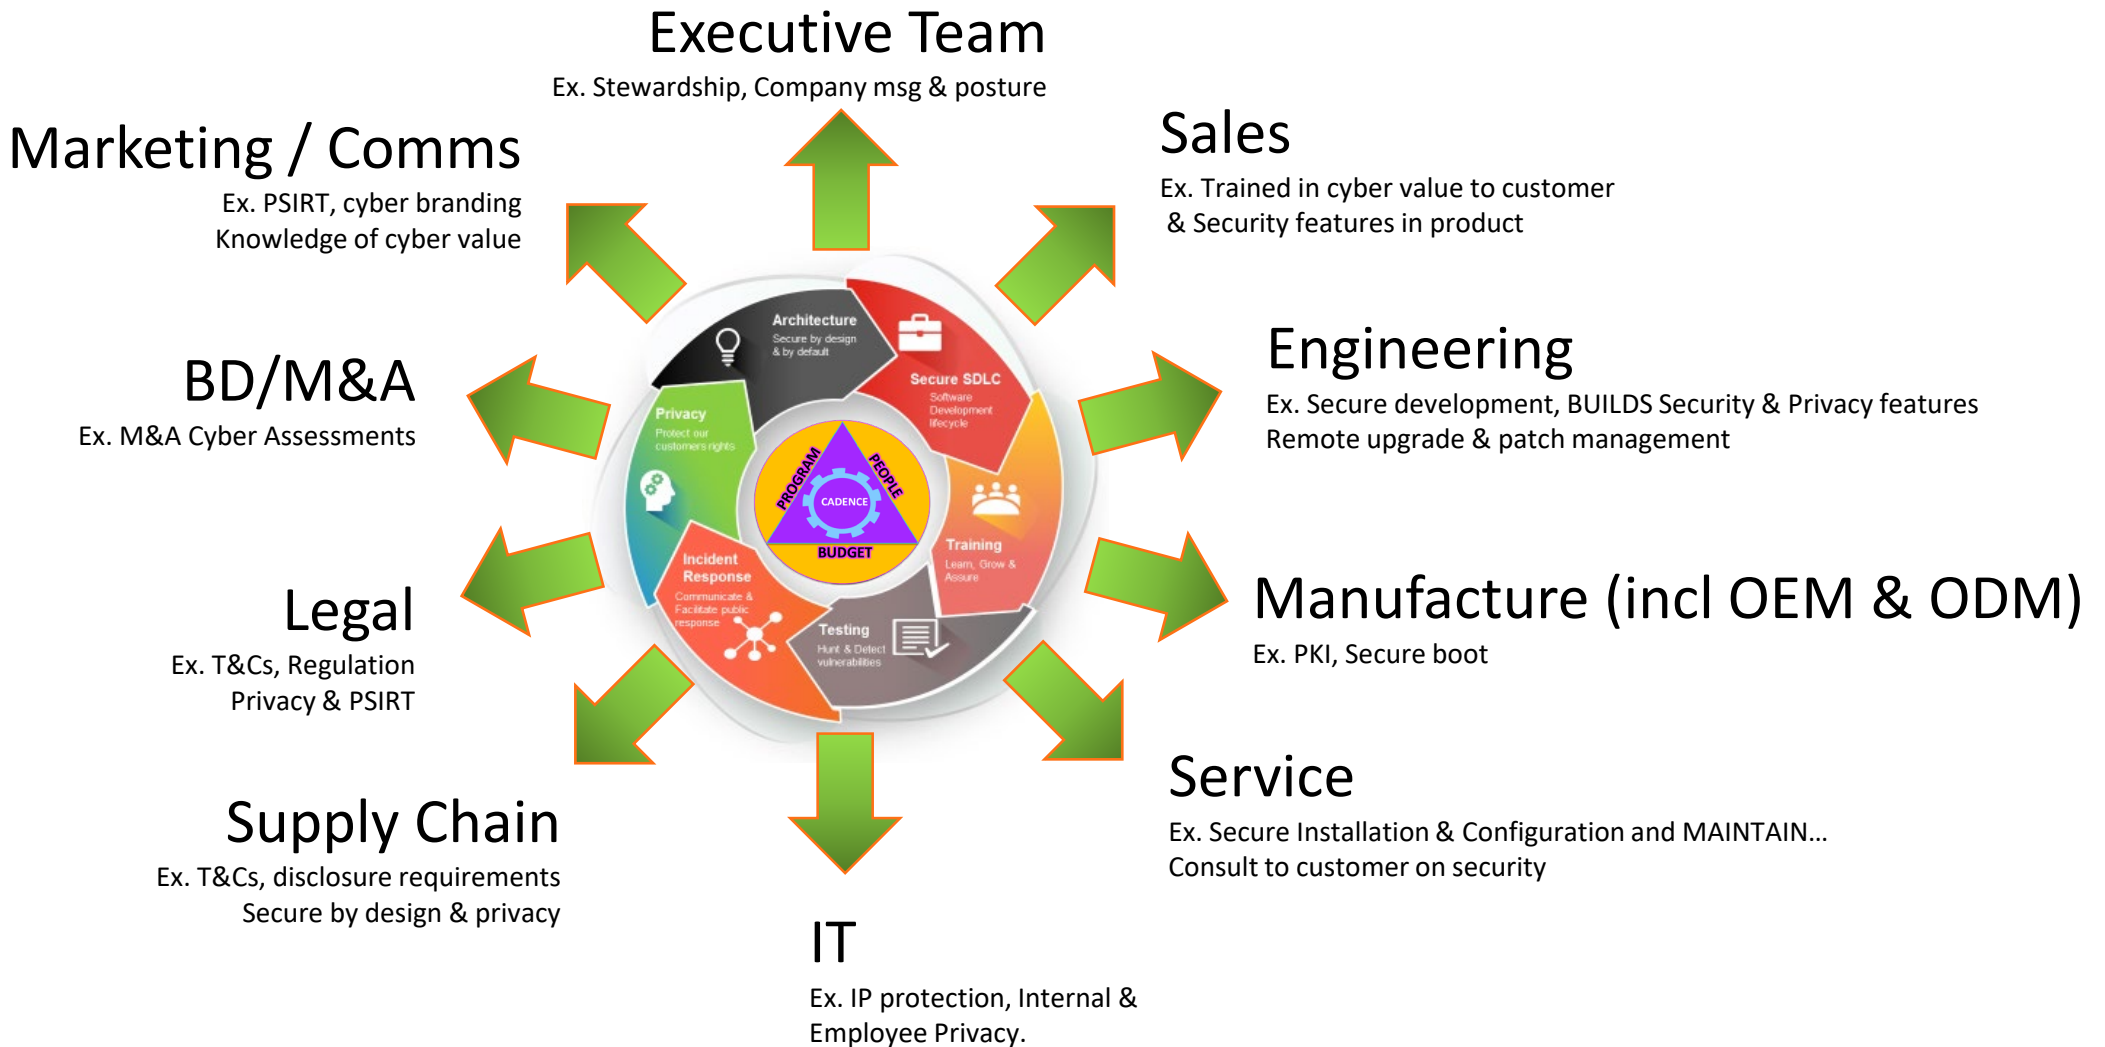 Executive Team
Ex. Stewardship, Company msg & posture
Marketing / Comms
Ex. PSIRT, cyber branding
Knowledge of cyber value
Sales
Ex. Trained in cyber value to customer
& Security features in product
BD/M&A
Ex. M&A Cyber Assessments
Engineering
Ex. Secure development, BUILDS Security & Privacy features
Remote upgrade & patch management
Legal
Ex. T&Cs, Regulation
Privacy & PSIRT
Manufacture (incl OEM & ODM)
Ex. PKI, Secure boot
Supply Chain
Ex. T&Cs, disclosure requirements
Secure by design & privacy
Service
Ex. Secure Installation & Configuration and MAINTAIN...
Consult to customer on security
IT
Ex. IP protection, Internal &
Employee Privacy.
Architecture
Secure by design
& by default
Secure SDLC
Software
Development
lifecycle
Training
Learn, Grow &
Assure
Testing
Hunt & Detect
vulnerabilities
Incident
Response
Communicate &
Facilitate public
response
Privacy
Protect our
customers rights
PROGRAM
PEOPLE
CADENCE
BUDGET